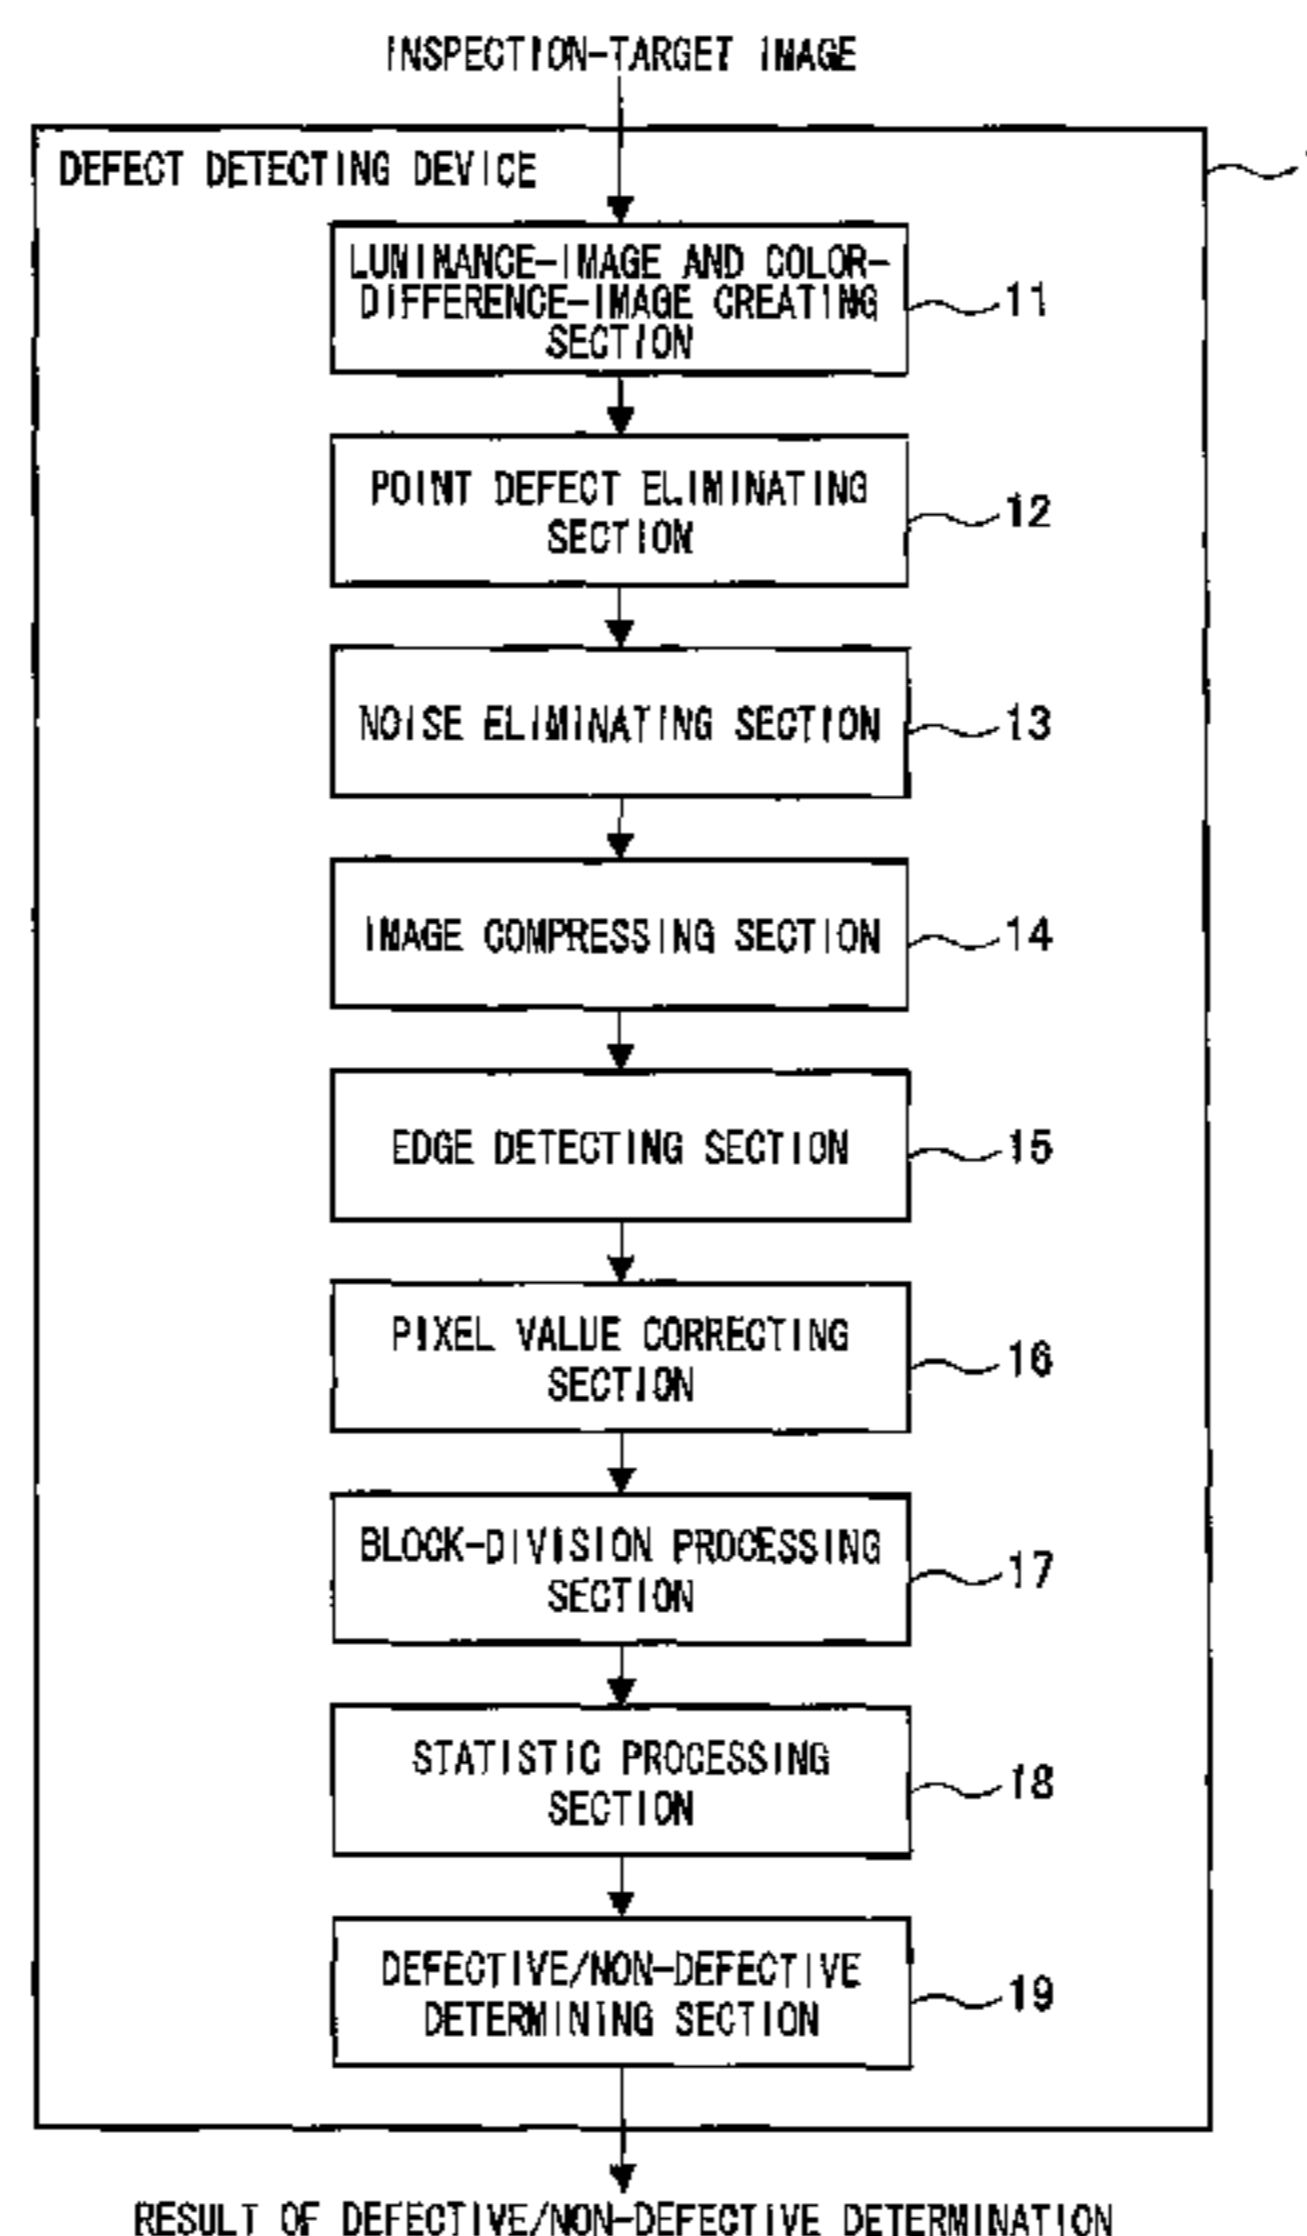 INSPECTION-TARGET IMAGE
DEFECT DETECTING DEVICE
LUMINANCE-IMAGE AND COLOR-
DIFFERENCE-IMAGE CREATING
SECTION
11
POINT DEFECT ELIMINATING
SECTION
12
NOISE ELIMINATING SECTION
13
IMAGE COMPRESSING SECTION
14
EDGE DETECTING SECTION
15
PIXEL VALUE CORRECTING
SECTION
16
BLOCK-DIVISION PROCESSING
SECTION
17
STATISTIC PROCESSING
SECTION
18
DEFECTIVE/NON-DEFECTIVE
DETERMINING SECTION
19
RESULT OF DEFECTIVE/NON-DEFECTIVE DETERMINATION